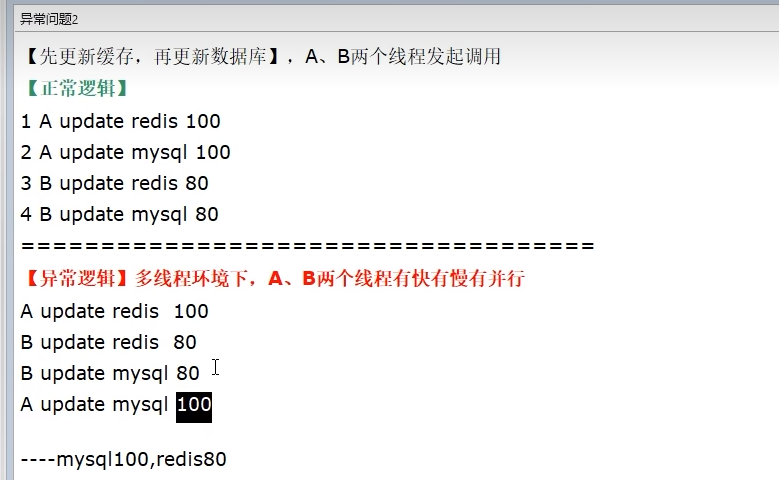 异常问题2
【先更新缓存，再更新数据库】，A、B两个线程发起调用
【正常逻辑】
1 A update redis 100
2 A update mysql 100
3 B update redis 80
4 B update mysql 80
====================================
【异常逻辑】多线程环境下，A、B两个线程有快有慢有并行
A update redis  100
B update redis  80
B update mysql 80
A update mysql 100
----mysql100,redis80